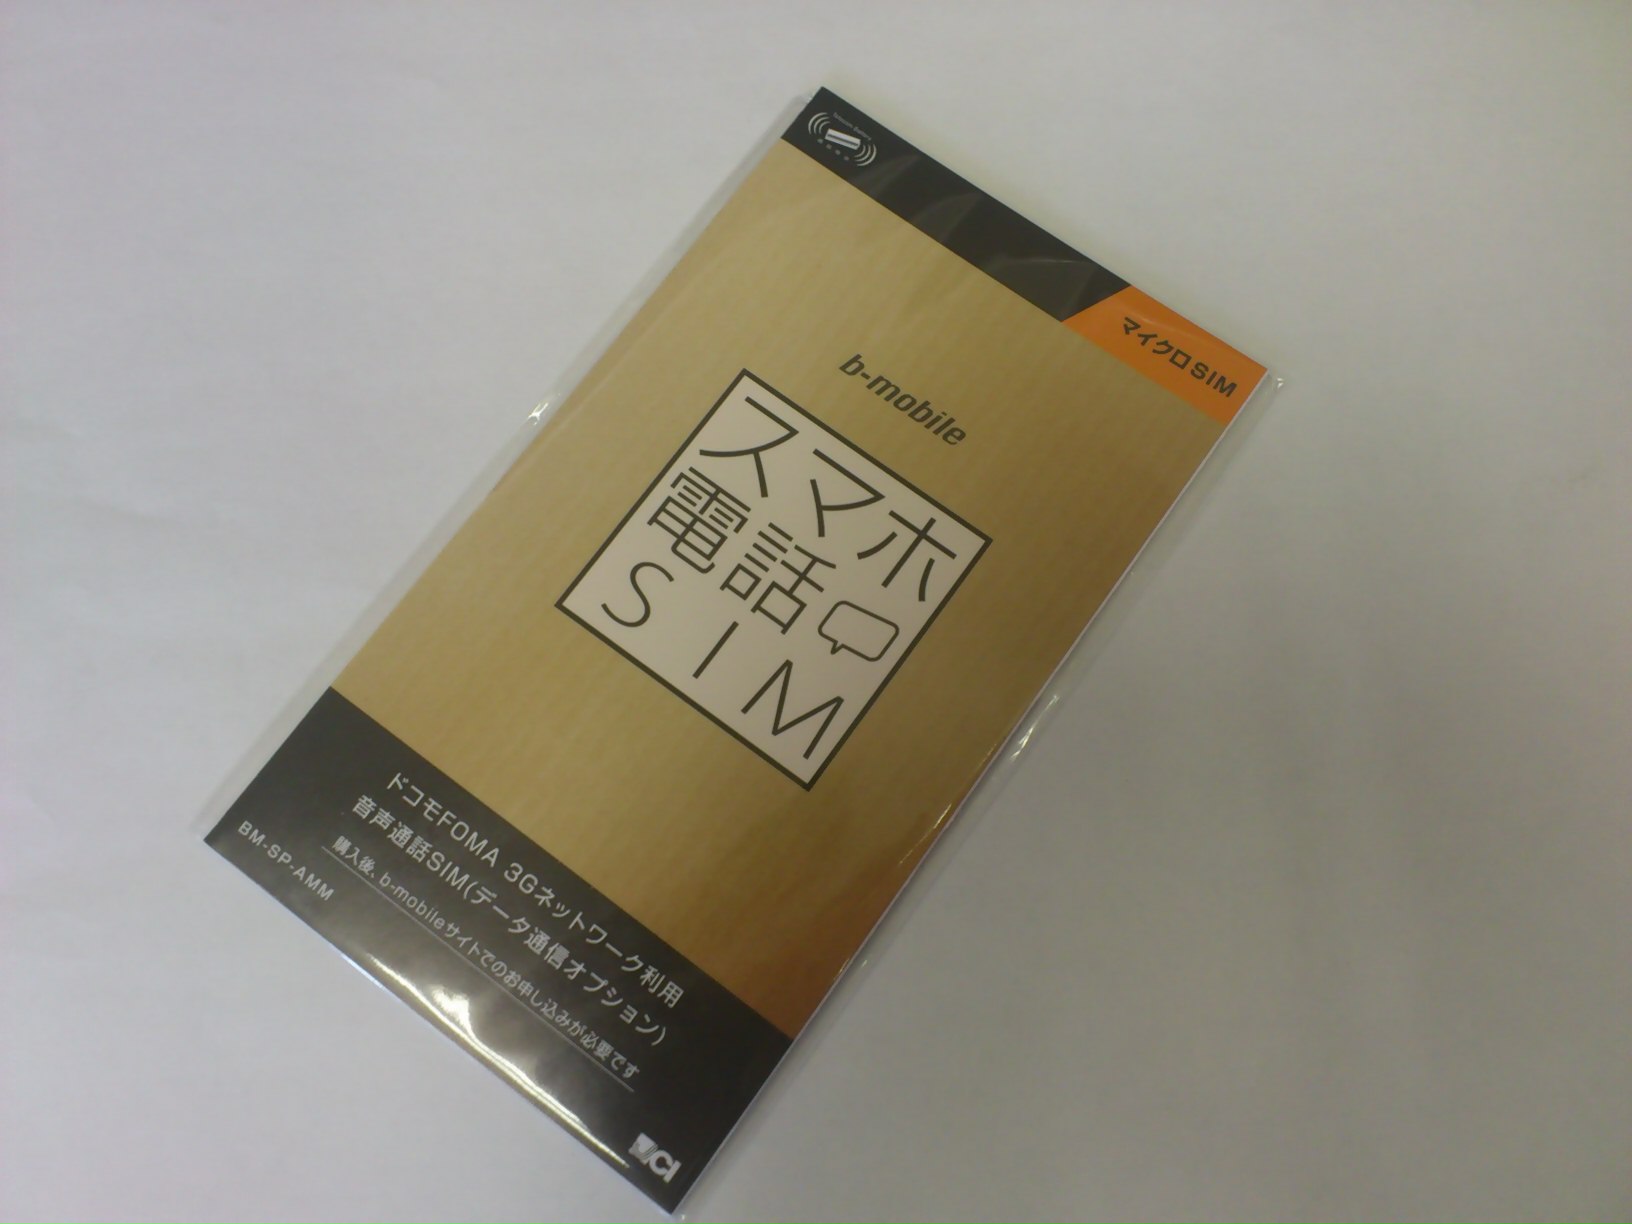 マイクロSIM
b-mobile
スマホ
電話
SIM
ドコモFOMA 3Gネットワーク利用
音声通話SIM(データ通信オプション)
購入後、b-mobileサイトでのお申し込みが必要です
BM-SP-AMM
JCI